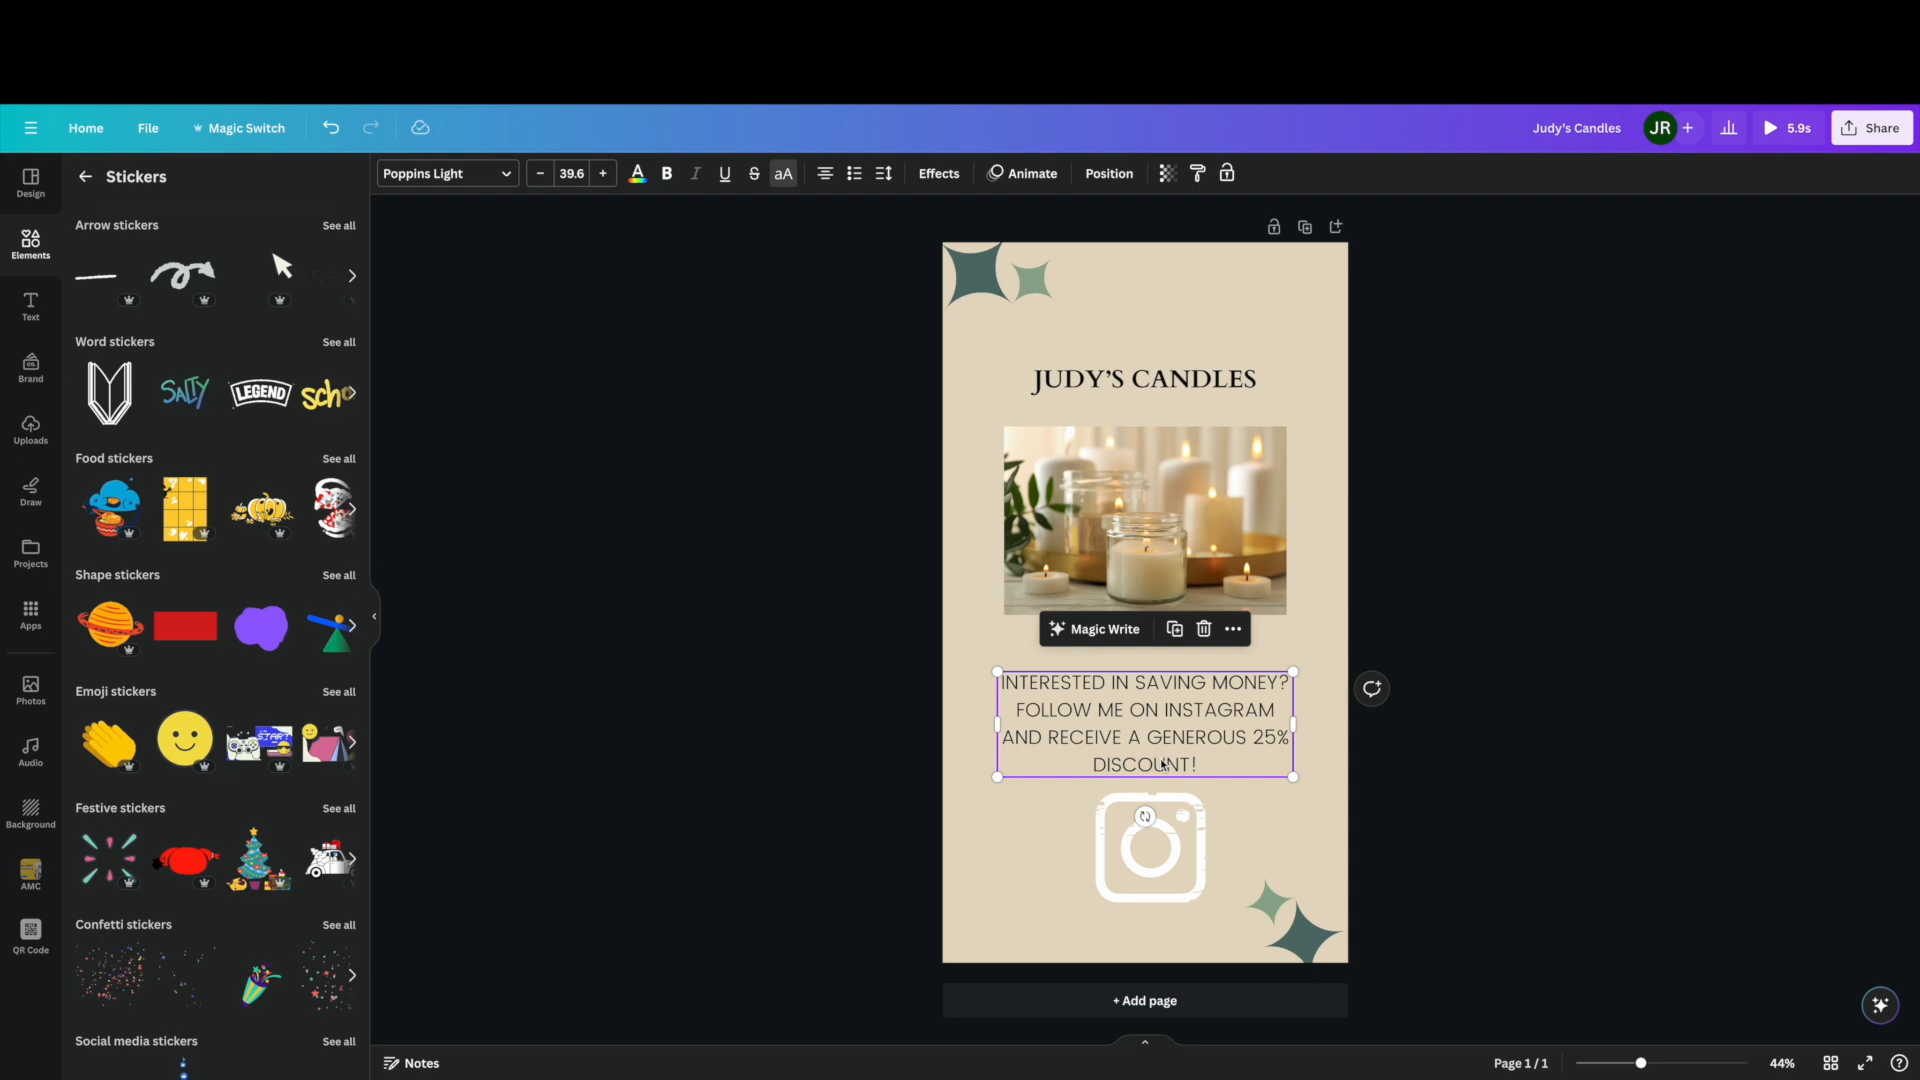 Home File Magic Switch Judy's Candles JR + 5.9s Share
Poppins Light − 39.6 + A B I U S aA Effects Animate Position
Design
Elements
Text
Brand
Uploads
Draw
Projects
Apps
Photos
Audio
Background
AMC
QR Code
Stickers
Arrow stickers See all
Word stickers See all
SALTY LEGEND scho
Food stickers See all
Shape stickers See all
Emoji stickers See all
START
Festive stickers See all
Confetti stickers See all
Social media stickers See all
JUDY'S CANDLES
Magic Write
INTERESTED IN SAVING MONEY?
FOLLOW ME ON INSTAGRAM
AND RECEIVE A GENEROUS 25%
DISCOUNT!
+ Add page
Notes Page 1 / 1 44%